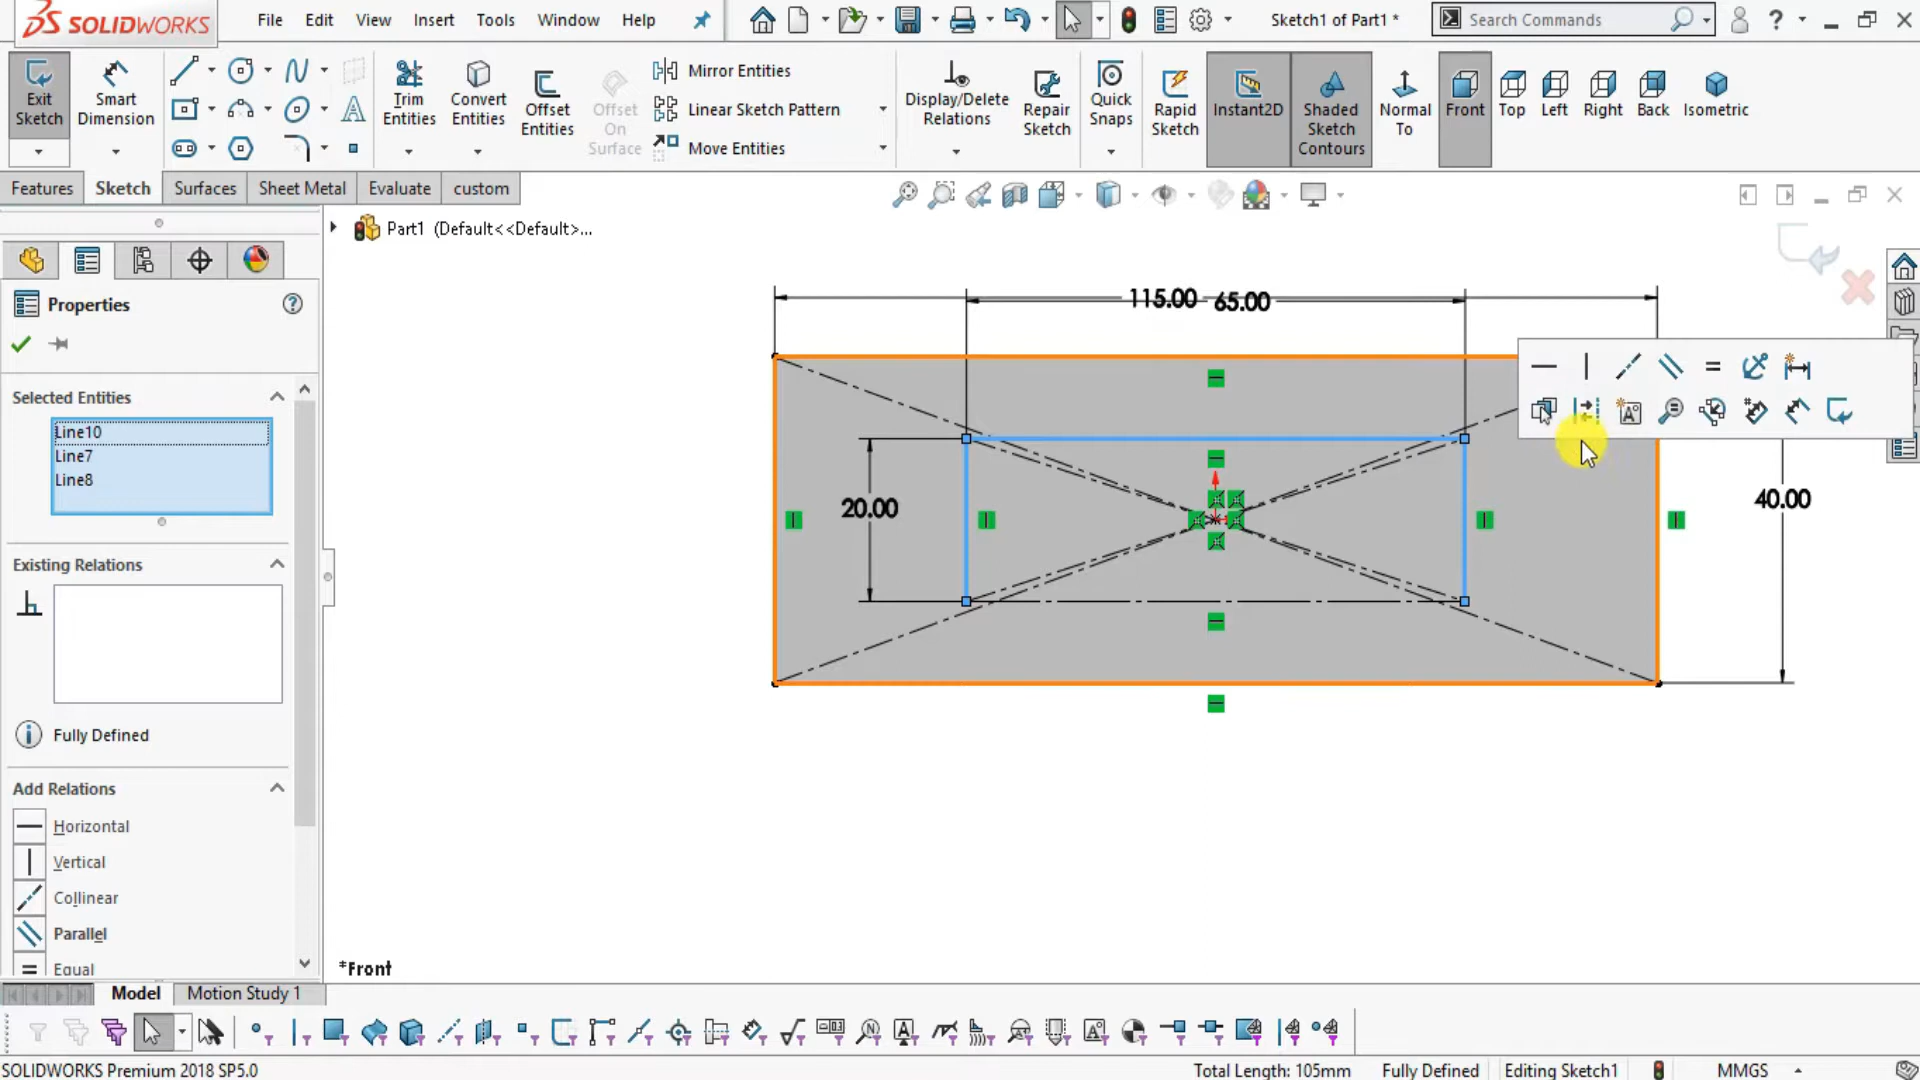 SOLIDWORKS
File
Edit
View
Insert
Tools
Window
Help
Sketch1 of Part1 *
Search Commands
?
Exit
Sketch
Smart
Dimension
Trim
Entities
Convert
Entities
Offset
Entities
Offset
On
Surface
Mirror Entities
Linear Sketch Pattern
Move Entities
Display/Delete
Relations
Repair
Sketch
Quick
Snaps
Rapid
Sketch
Instant2D
Shaded
Sketch
Contours
Normal
To
Front
Top
Left
Right
Back
Isometric
Features
Sketch
Surfaces
Sheet Metal
Evaluate
custom
Part1 (Default<<Default>...
Properties
?
Selected Entities
Line10
Line7
Line8
Existing Relations
Fully Defined
Add Relations
Horizontal
Vertical
Collinear
Parallel
Equal
115.00
65.00
20.00
40.00
*Front
Model
Motion Study 1
SOLIDWORKS Premium 2018 SP5.0
Total Length: 105mm
Fully Defined
Editing Sketch1
MMGS